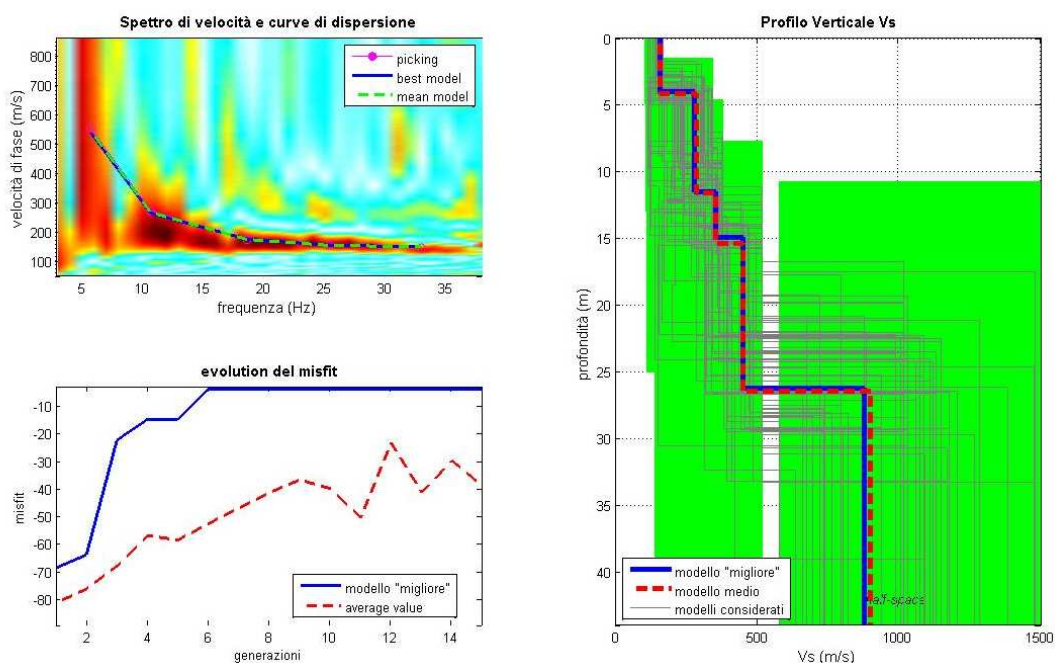 Spettro di velocità e curve di dispersione
velocità di fase (m/s)
800
700
600
500
400
300
200
100
picking
best model
mean model
5
10
15
20
25
30
35
frequenza (Hz)
evolution del misfit
misfit
-10
-20
-30
-40
-50
-60
-70
-80
modello "migliore"
average value
2
4
6
8
10
12
14
generazioni
Profilo Verticale Vs
profondità (m)
0
5
10
15
20
25
30
35
40
modello "migliore"
modello medio
modelli considerati
half-space
0
500
1000
1500
Vs (m/s)